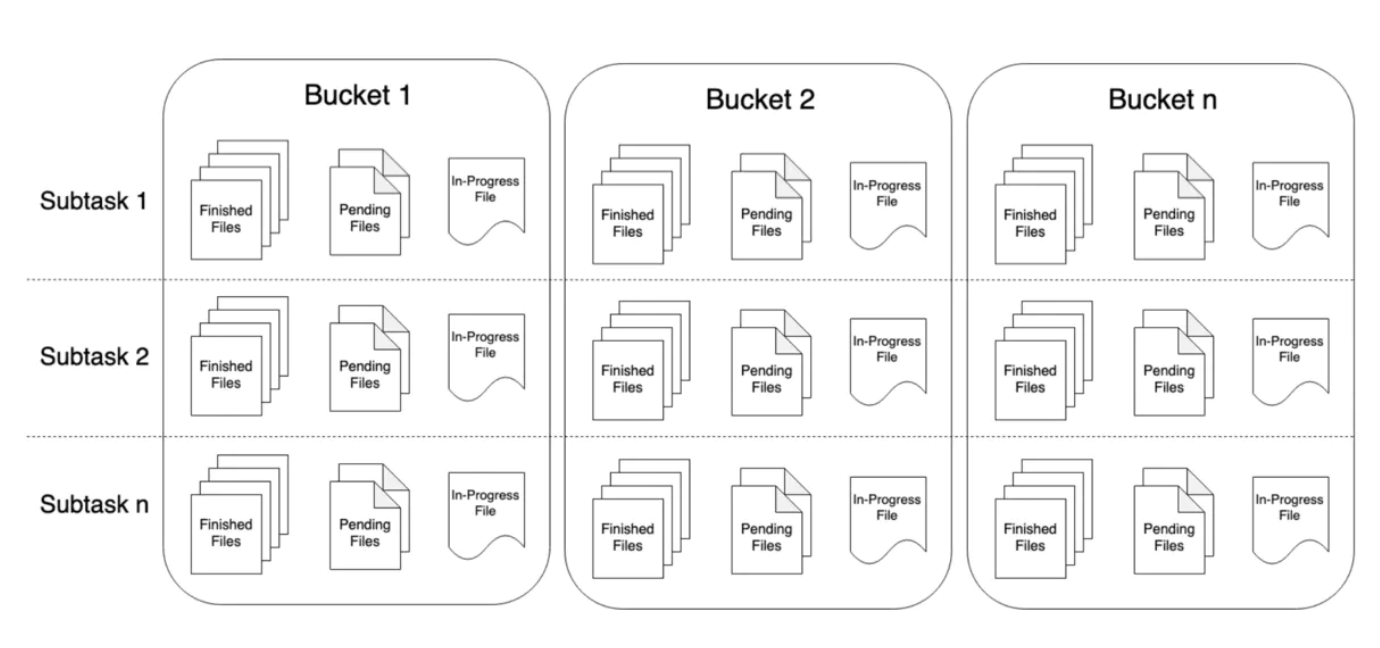 Bucket 1
Bucket 2
Bucket n
Subtask 1
Finished
Files
Pending
Files
In-Progress
File
Finished
Files
Pending
Files
In-Progress
File
Finished
Files
Pending
Files
In-Progress
File
Subtask 2
Finished
Files
Pending
Files
In-Progress
File
Finished
Files
Pending
Files
In-Progress
File
Finished
Files
Pending
Files
In-Progress
File
Subtask n
Finished
Files
Pending
Files
In-Progress
File
Finished
Files
Pending
Files
In-Progress
File
Finished
Files
Pending
Files
In-Progress
File